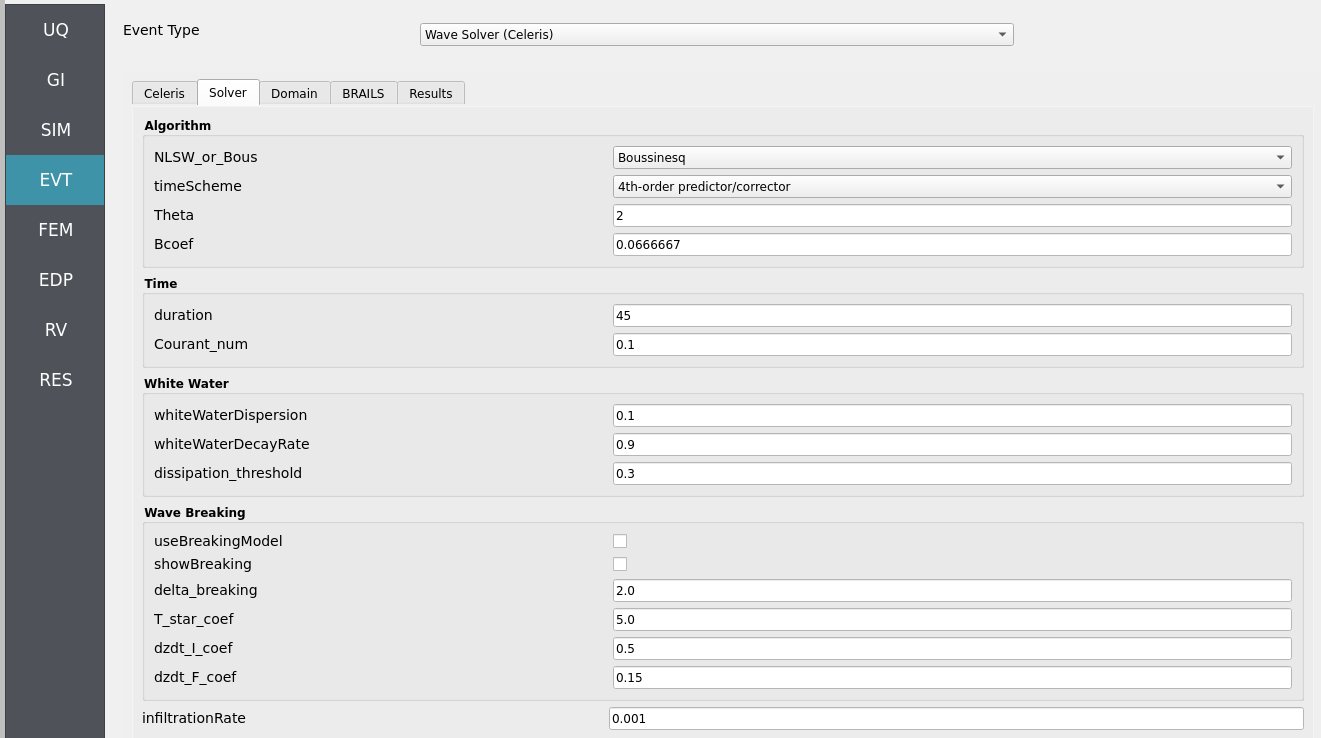 UQ
GI
SIM
EVT
FEM
EDP
RV
RES
Event Type Wave Solver (Celeris)
Celeris Solver Domain BRAILS Results
Algorithm
NLSW_or_Bous Boussinesq
timeScheme 4th-order predictor/corrector
Theta 2
Bcoef 0.0666667
Time
duration 45
Courant_num 0.1
White Water
whiteWaterDispersion 0.1
whiteWaterDecayRate 0.9
dissipation_threshold 0.3
Wave Breaking
useBreakingModel
showBreaking
delta_breaking 2.0
T_star_coef 5.0
dzdt_I_coef 0.5
dzdt_F_coef 0.15
infiltrationRate 0.001